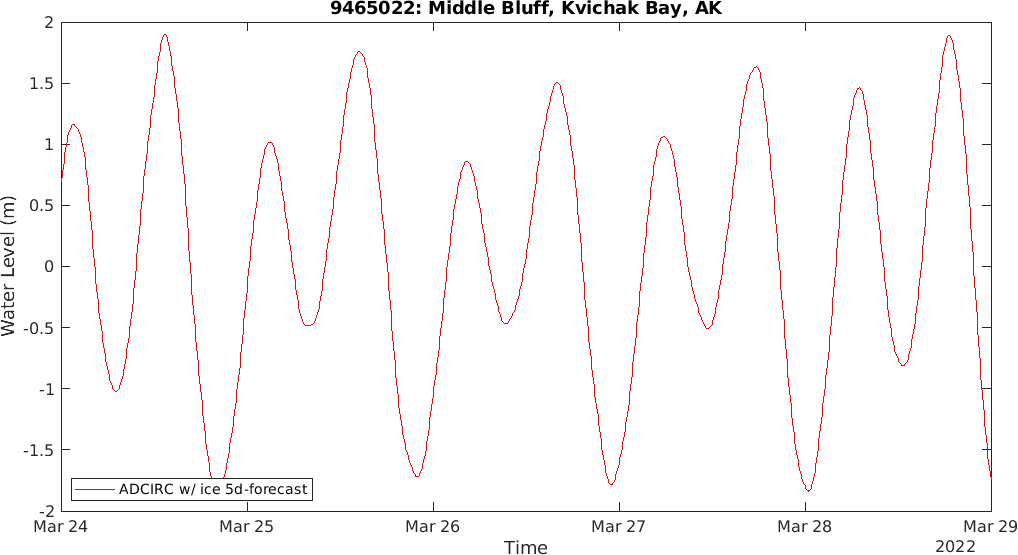 9465022: Middle Bluff, Kvichak Bay, AK
2
1.5
1
0.5
0
-0.5
-1
-1.5
-2
Water Level (m)
ADCIRC w/ ice 5d-forecast
Mar 24 Mar 25 Mar 26 Mar 27 Mar 28 Mar 29
Time
2022